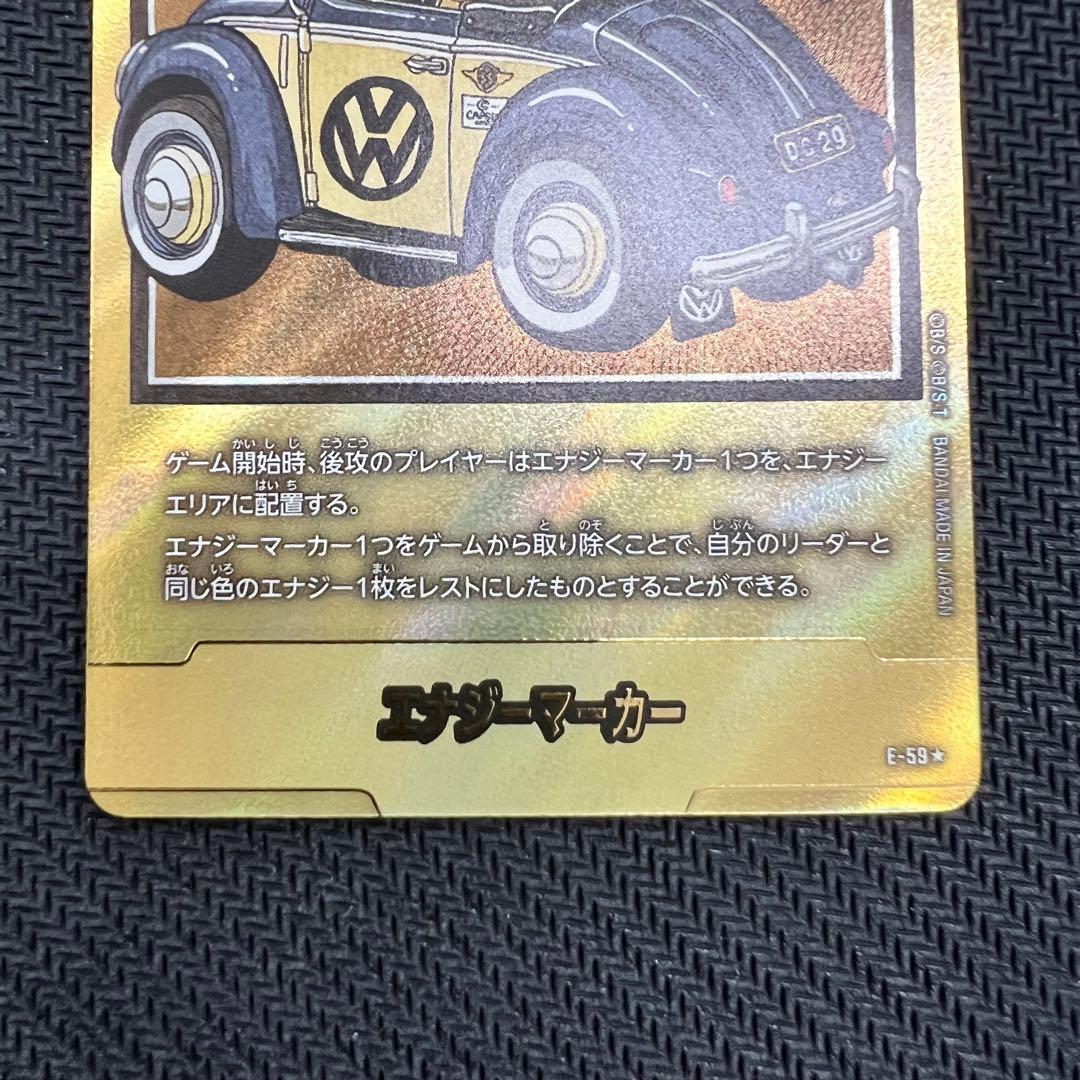 VW
CAPSULE
DG 29
VW
ゲーム開始時、後攻のプレイヤーはエナジーマーカー1つを、エナジー
エリアに配置する。
エナジーマーカー1つをゲームから取り除くことで、自分のリーダーと
同じ色のエナジー1枚をレストにしたものとすることができる。
エナジーマーカー
E-59★
©B/S ©B/S.T BANDAI MADE IN JAPAN